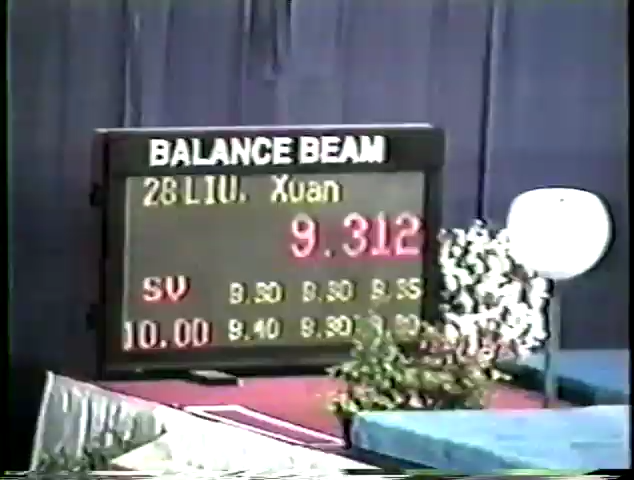 BALANCE BEAM
28 LIU. Xuan
9.312
SV 9.30 9.30 9.35
10.00 9.40 9.30